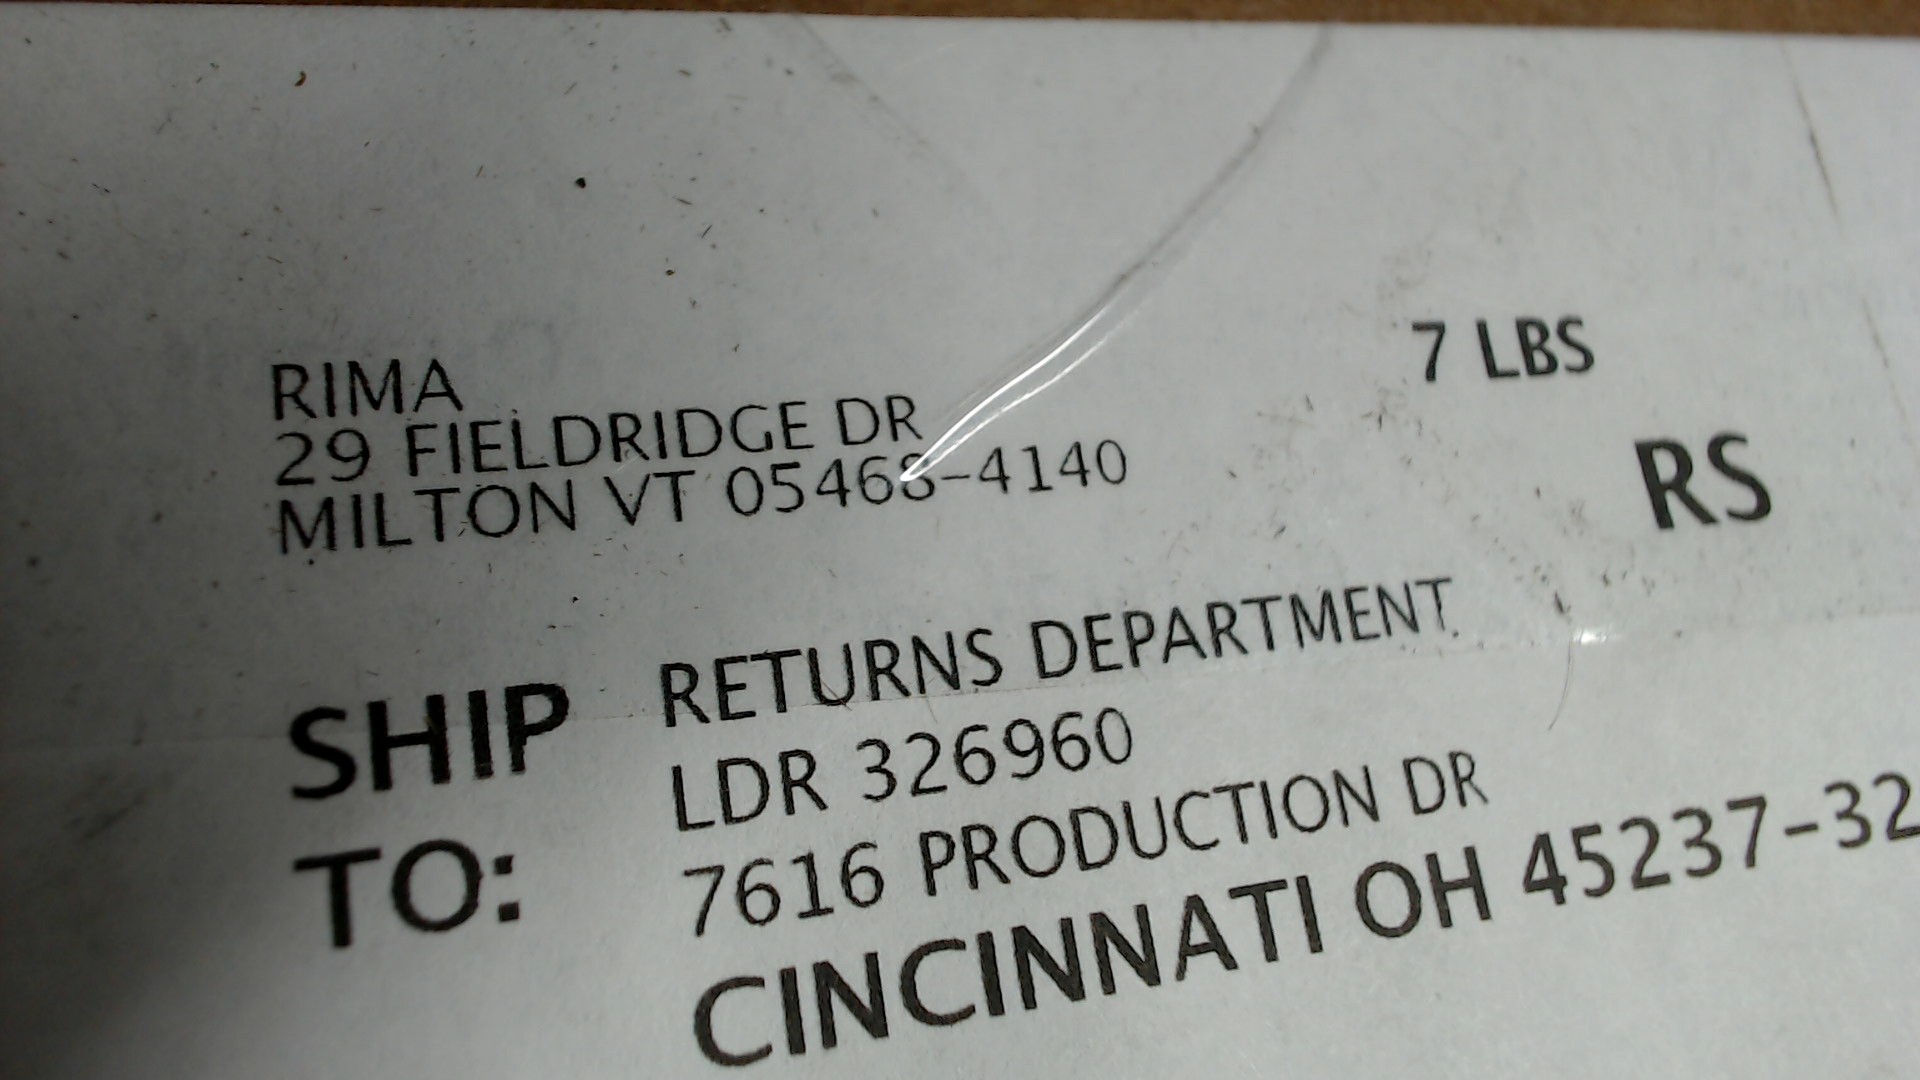 RIMA
29 FIELDRIDGE DR
MILTON VT 05468-4140
7 LBS
RS
SHIP TO:
RETURNS DEPARTMENT
LDR 326960
7616 PRODUCTION DR
CINCINNATI OH 45237-32